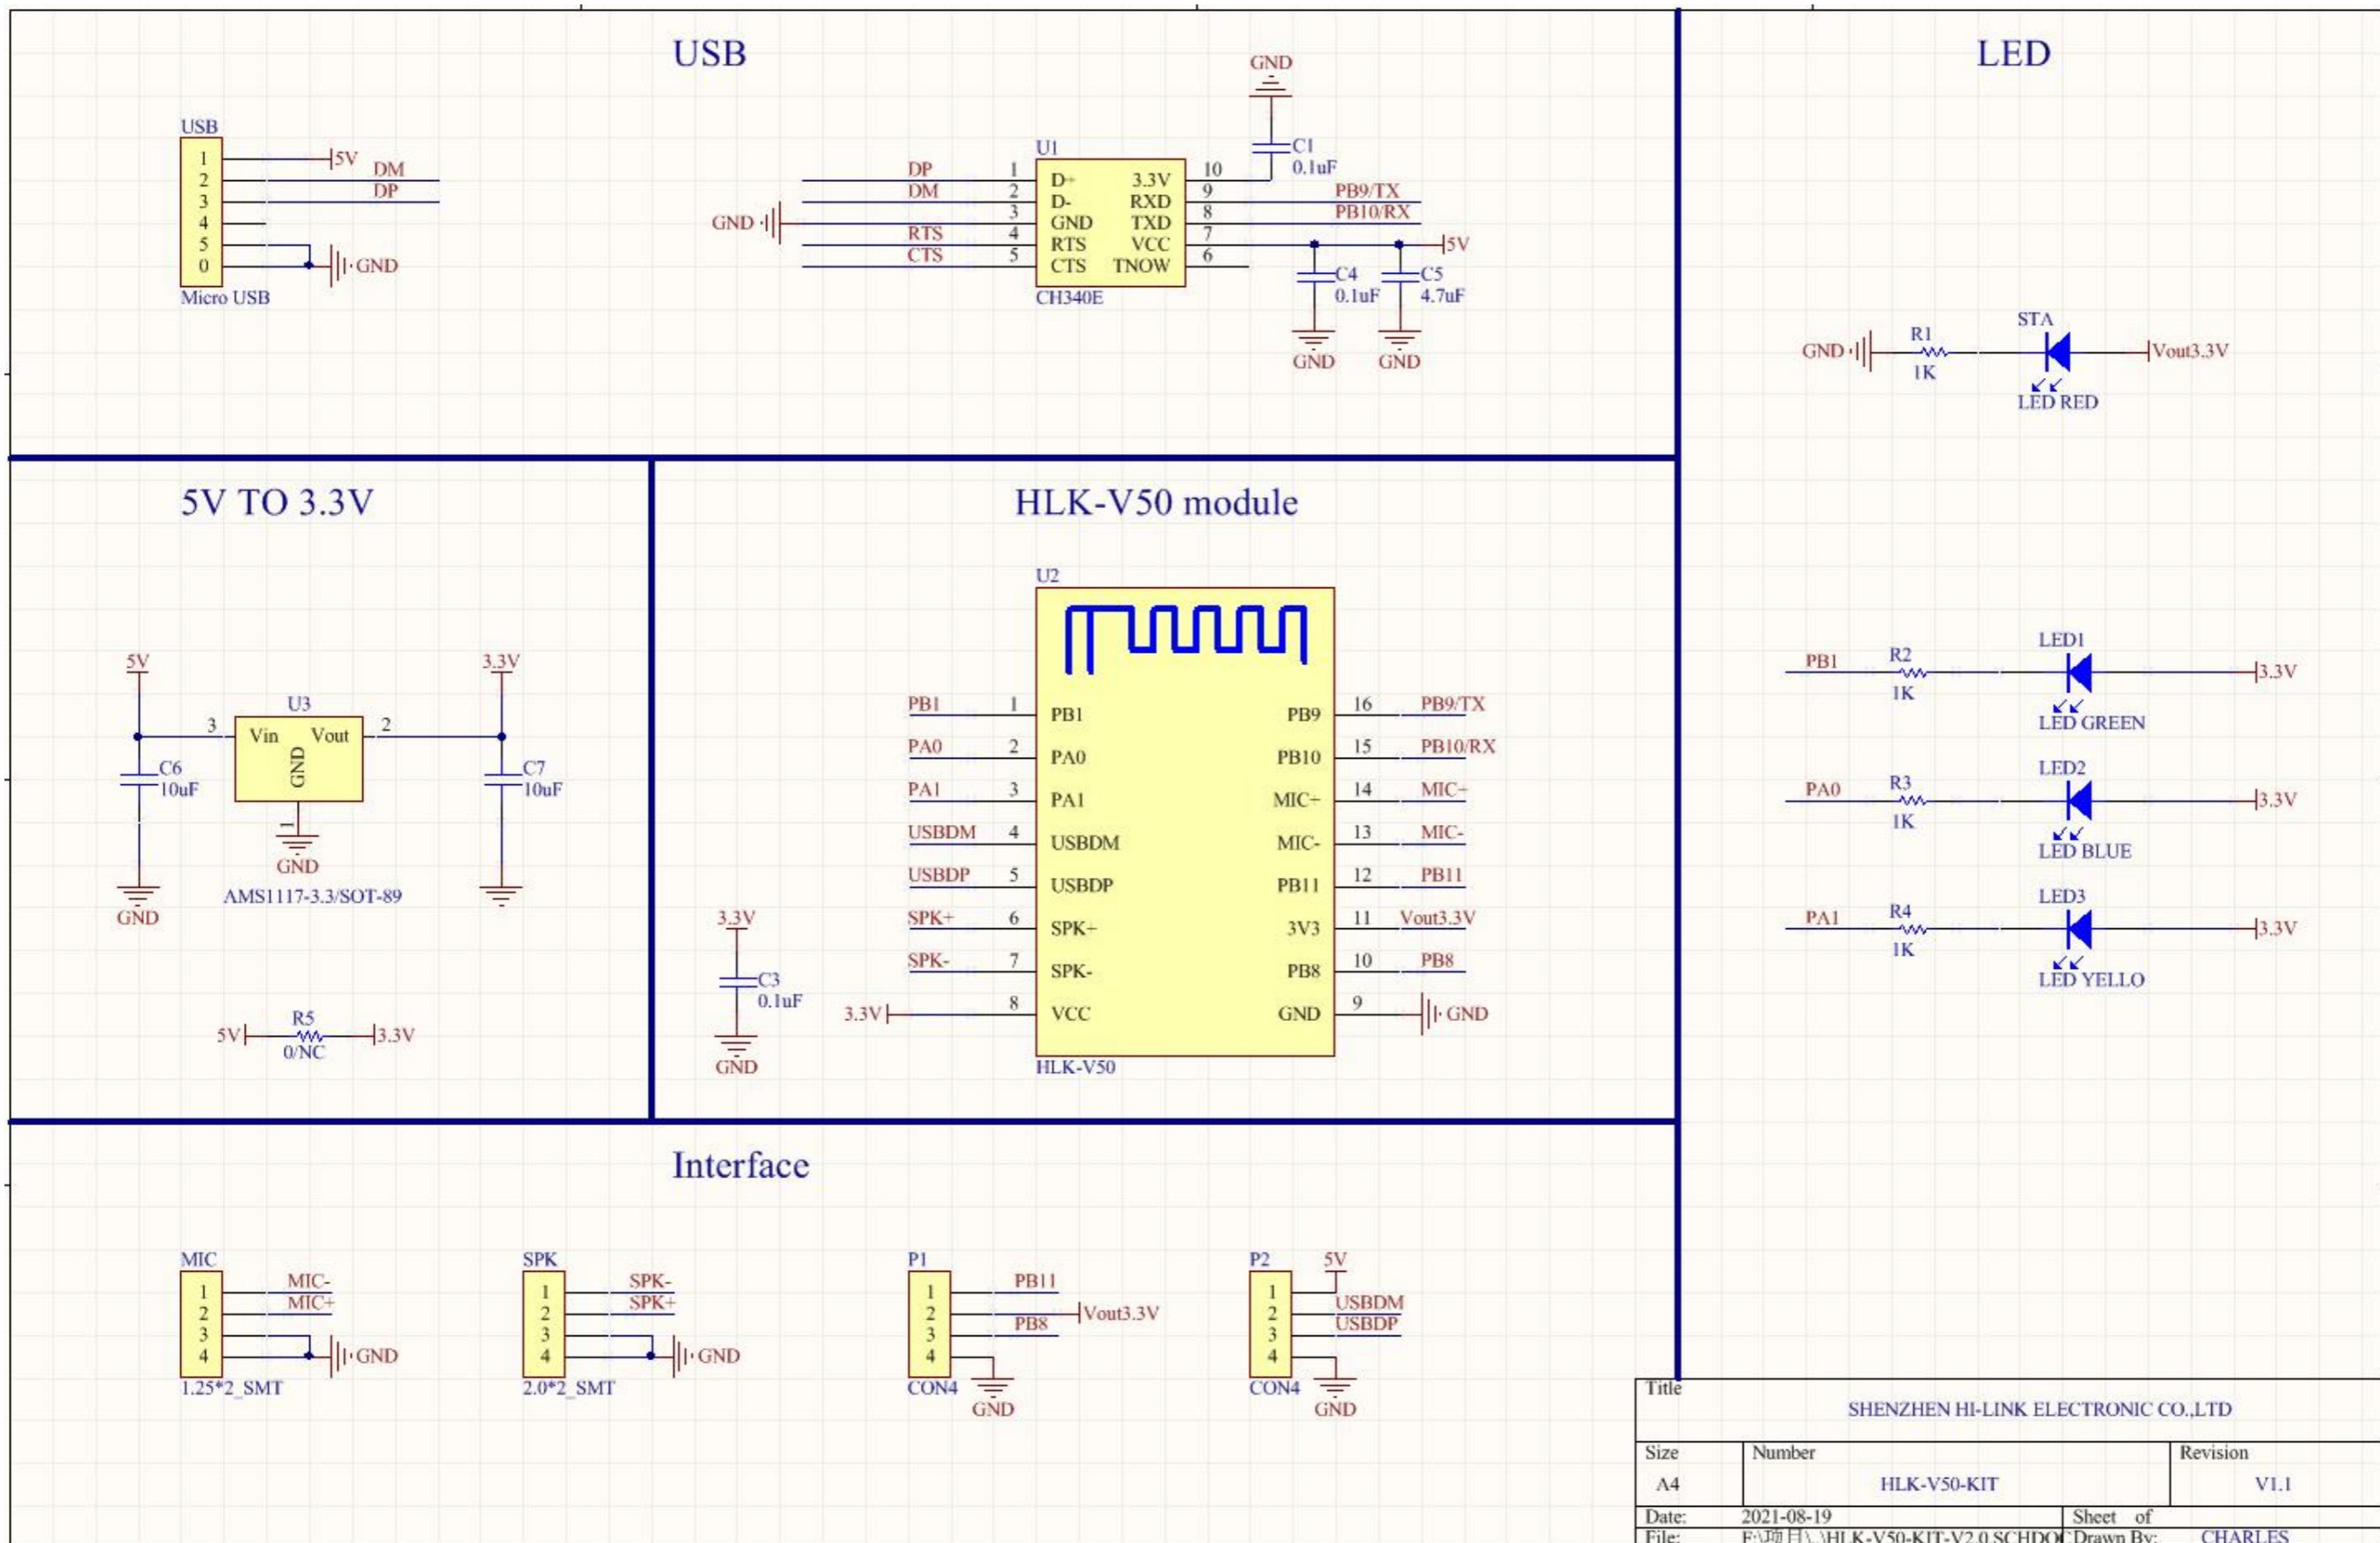 USB
LED
USB
1
2
3
4
5
0
5V
DM
DP
GND
Micro USB
GND
C1
0.1uF
U1
DP 1 D+ 3.3V 10
DM 2 D- RXD 9 PB9/TX
GND 3 GND TXD 8 PB10/RX
RTS 4 RTS VCC 7 5V
CTS 5 CTS TNOW 6
CH340E
C4
0.1uF
C5
4.7uF
GND
GND
STA
GND R1 Vout3.3V
1K
LED RED
5V TO 3.3V
HLK-V50 module
5V
3.3V
U3
3 Vin Vout 2
GND
1
C6
10uF
C7
10uF
GND
GND
AMS1117-3.3/SOT-89
R5
5V 3.3V
0/NC
3.3V
C3
0.1uF
GND
U2
PB1 1 PB1 PB9 16 PB9/TX
PA0 2 PA0 PB10 15 PB10/RX
PA1 3 PA1 MIC+ 14 MIC+
USBDM 4 USBDM MIC- 13 MIC-
USBDP 5 USBDP PB11 12 PB11
SPK+ 6 SPK+ 3V3 11 Vout3.3V
SPK- 7 SPK- PB8 10 PB8
3.3V 8 VCC GND 9 GND
HLK-V50
LED1
PB1 R2 3.3V
1K
LED GREEN
LED2
PA0 R3 3.3V
1K
LED BLUE
LED3
PA1 R4 3.3V
1K
LED YELLO
Interface
MIC
1 MIC-
2 MIC+
3
4 GND
1.25*2_SMT
SPK
1 SPK-
2 SPK+
3
4 GND
2.0*2_SMT
P1
1 PB11
2 Vout3.3V
3 PB8
4
CON4
GND
P2 5V
1
2 USBDM
3 USBDP
4
CON4
GND
Title
SHENZHEN HI-LINK ELECTRONIC CO.,LTD
Size Number Revision
A4 HLK-V50-KIT V1.1
Date: 2021-08-19 Sheet of
File: F:\项目\..\HLK-V50-KIT-V2.0.SCHDOC Drawn By: CHARLES